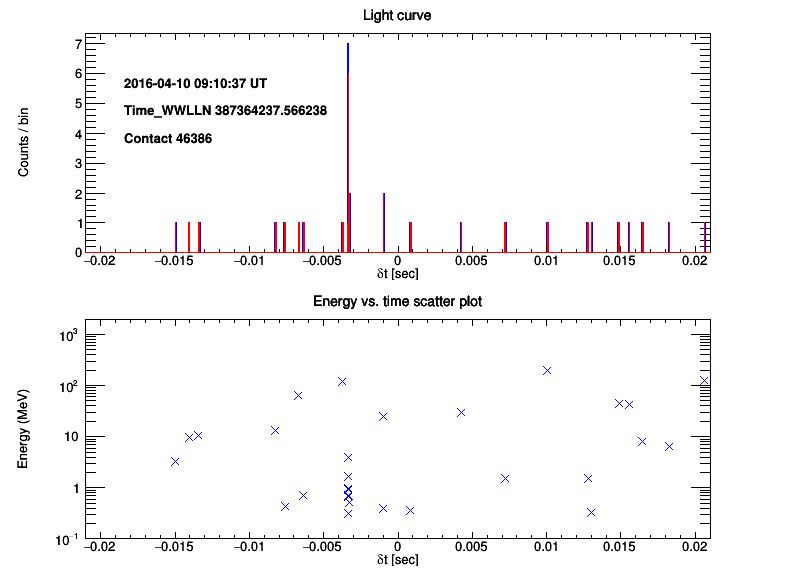 Light curve
Counts / bin
7
6
5
4
3
2
1
0
2016-04-10 09:10:37 UT
Time_WWLLN 387364237.566238
Contact 46386
−0.02 −0.015 −0.01 −0.005 0 0.005 0.01 0.015 0.02
δt [sec]
Energy vs. time scatter plot
Energy (MeV)
10³
10²
10
1
10⁻¹
−0.02 −0.015 −0.01 −0.005 0 0.005 0.01 0.015 0.02
δt [sec]